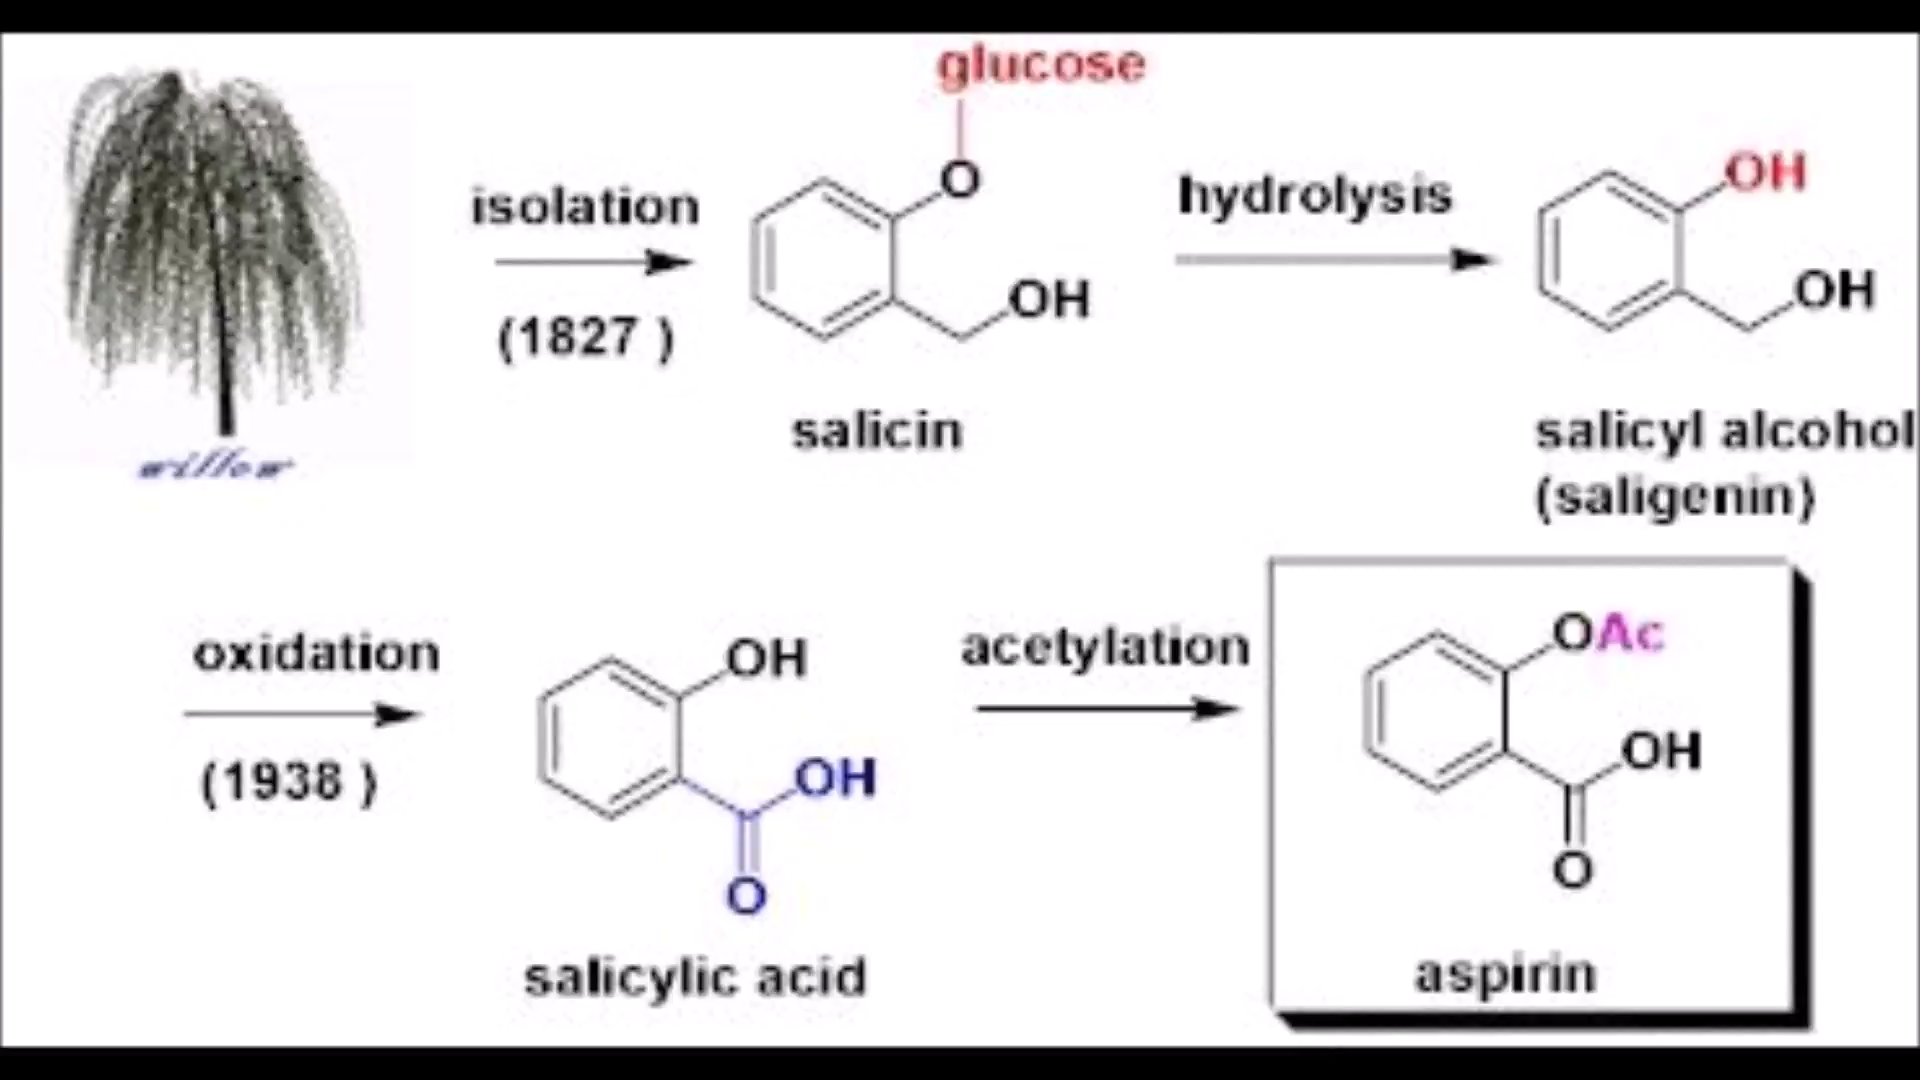 glucose
O
OH
isolation
(1827 )
salicin
hydrolysis
OH
OH
salicyl alcohol
(saligenin)
willow
oxidation
(1938 )
OH
OH
O
salicylic acid
acetylation
OAc
OH
O
aspirin